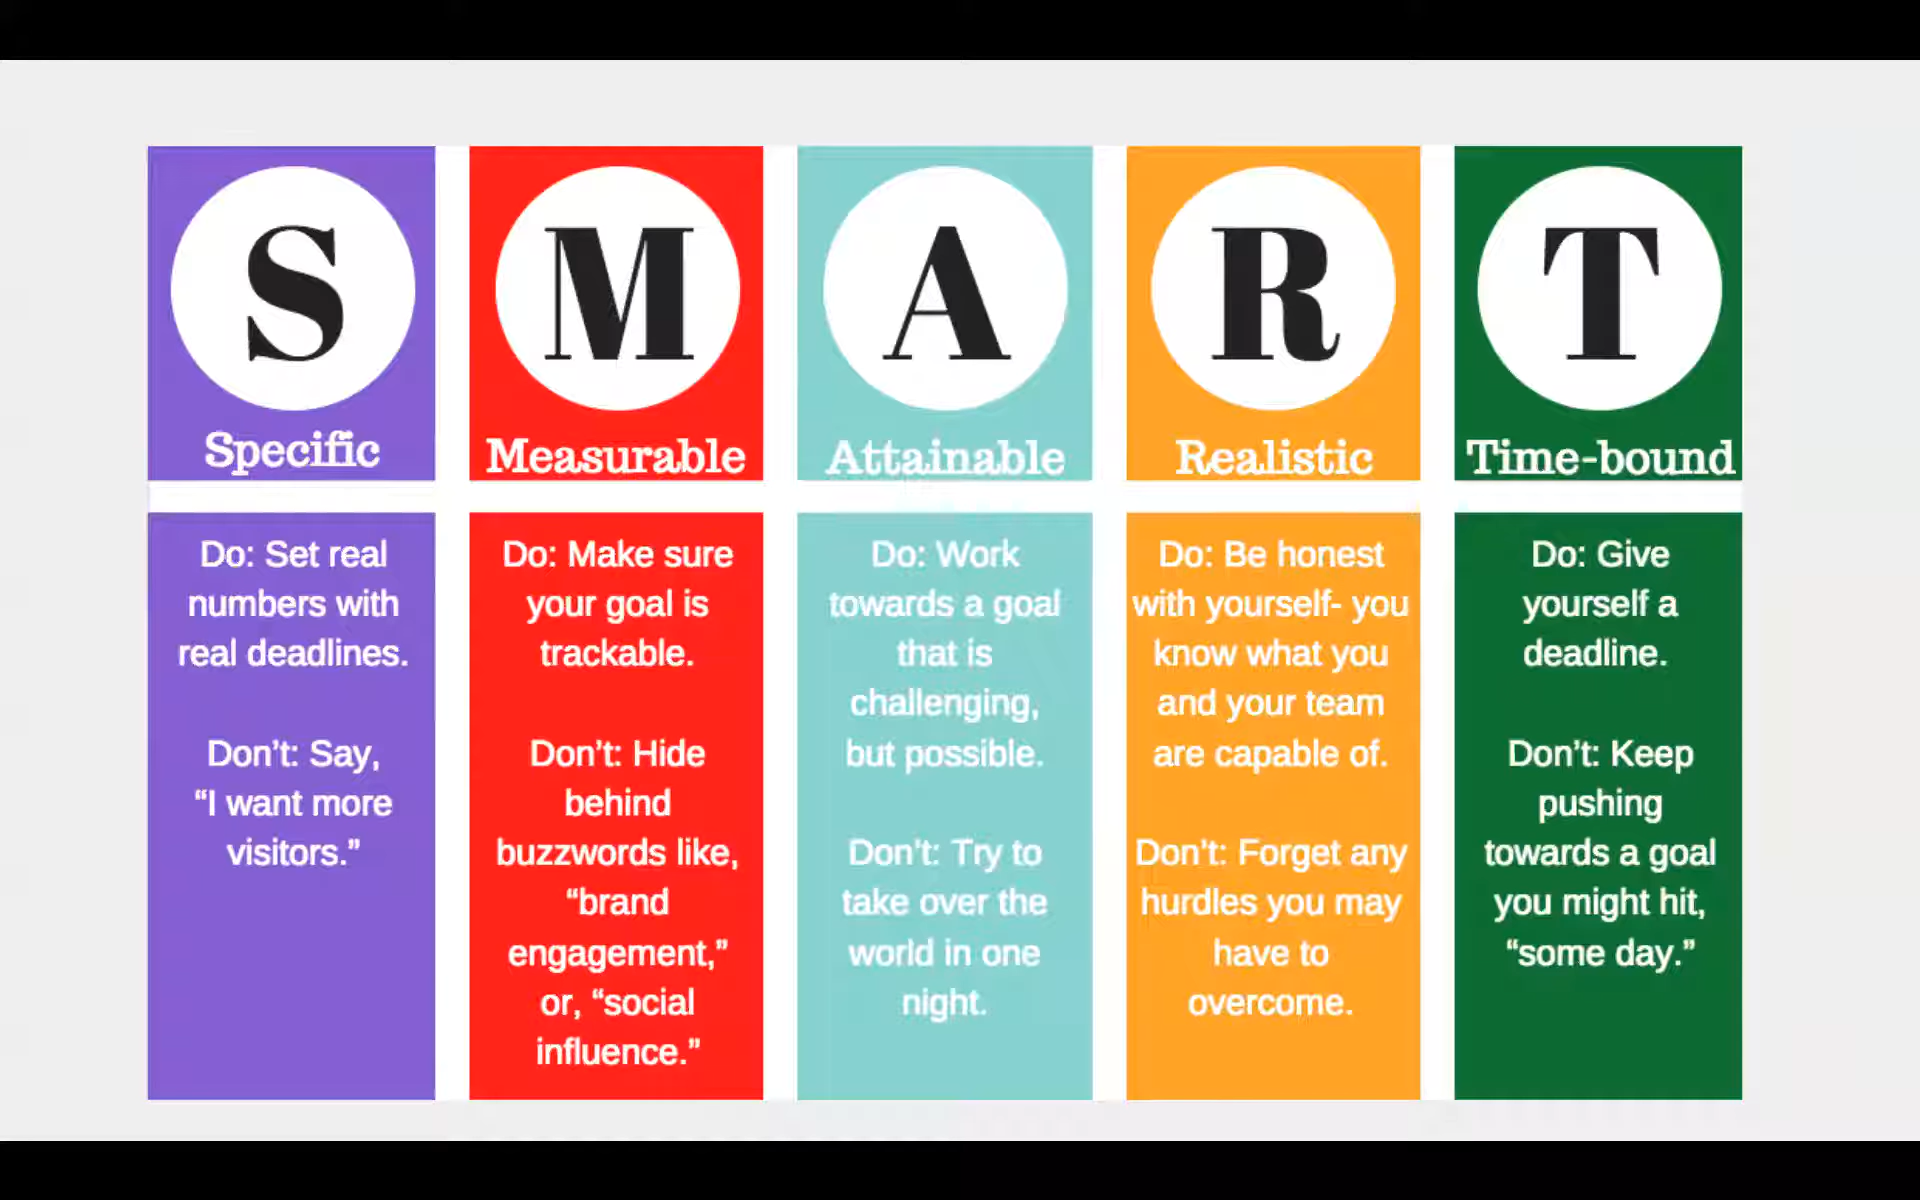 S
Specific
Do: Set real
numbers with
real deadlines.
Don’t: Say,
“I want more
visitors.”
M
Measurable
Do: Make sure
your goal is
trackable.
Don’t: Hide
behind
buzzwords like,
“brand
engagement,”
or, “social
influence.”
A
Attainable
Do: Work
towards a goal
that is
challenging,
but possible.
Don’t: Try to
take over the
world in one
night.
R
Realistic
Do: Be honest
with yourself- you
know what you
and your team
are capable of.
Don’t: Forget any
hurdles you may
have to
overcome.
T
Time-bound
Do: Give
yourself a
deadline.
Don’t: Keep
pushing
towards a goal
you might hit,
“some day.”